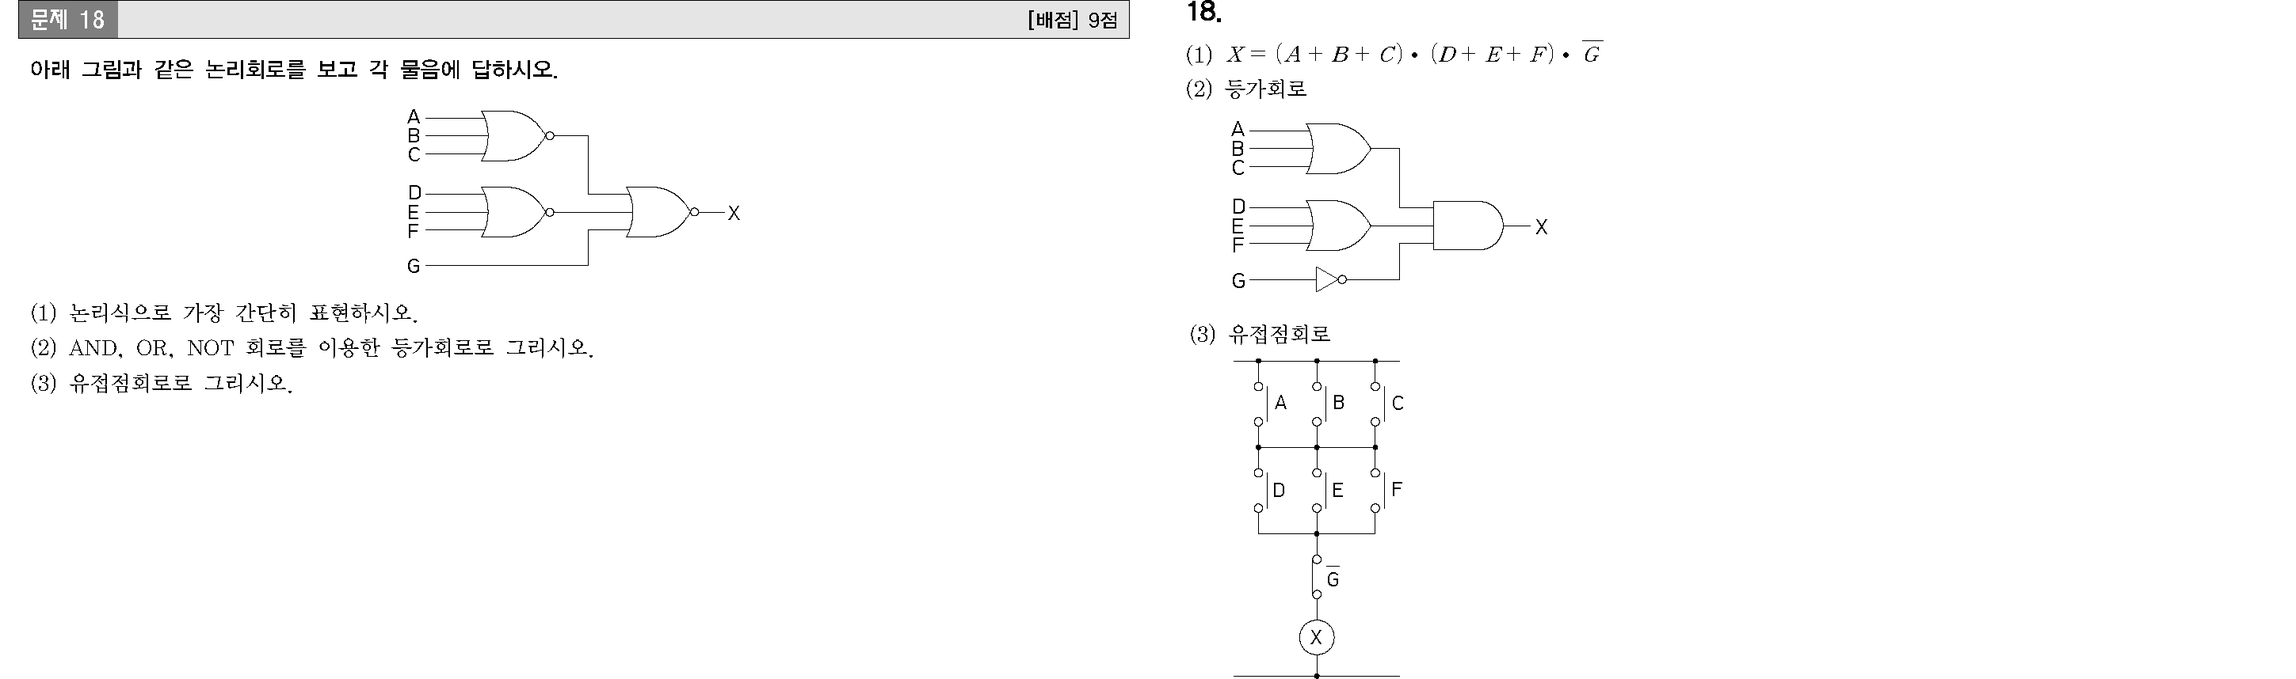 문제 18 [배점] 9점
아래 그림과 같은 논리회로를 보고 각 물음에 답하시오.
A
B
C
D
E
F
G
X
(1) 논리식으로 가장 간단히 표현하시오.
(2) AND, OR, NOT 회로를 이용한 등가회로로 그리시오.
(3) 유접점회로로 그리시오.
18.
(1) X = (A + B + C) • (D + E + F) • G̅
(2) 등가회로
A
B
C
D
E
F
G
X
(3) 유접점회로
A B C
D E F
G̅
X